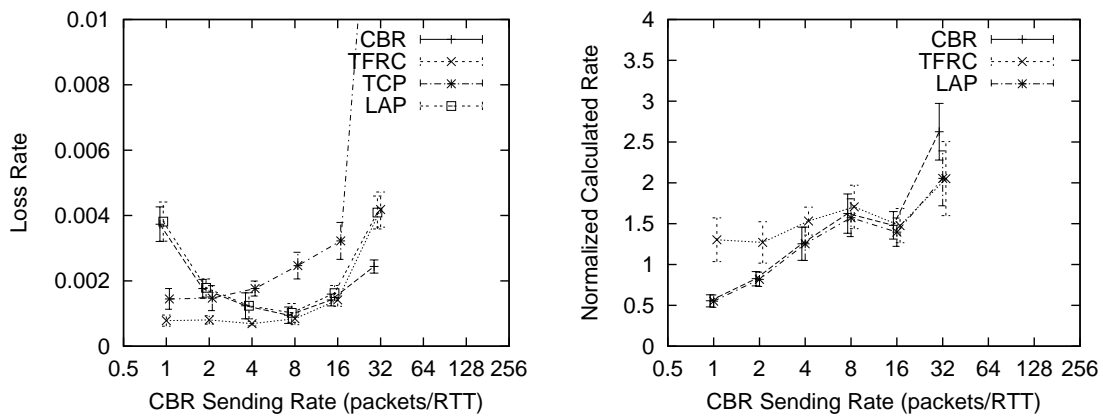 0.01
0.008
0.006
0.004
0.002
0
Loss Rate
CBR
TFRC
TCP
LAP
0.5 1 2 4 8 16 32 64 128 256
CBR Sending Rate (packets/RTT)
4
3.5
3
2.5
2
1.5
1
0.5
0
Normalized Calculated Rate
CBR
TFRC
LAP
0.5 1 2 4 8 16 32 64 128 256
CBR Sending Rate (packets/RTT)